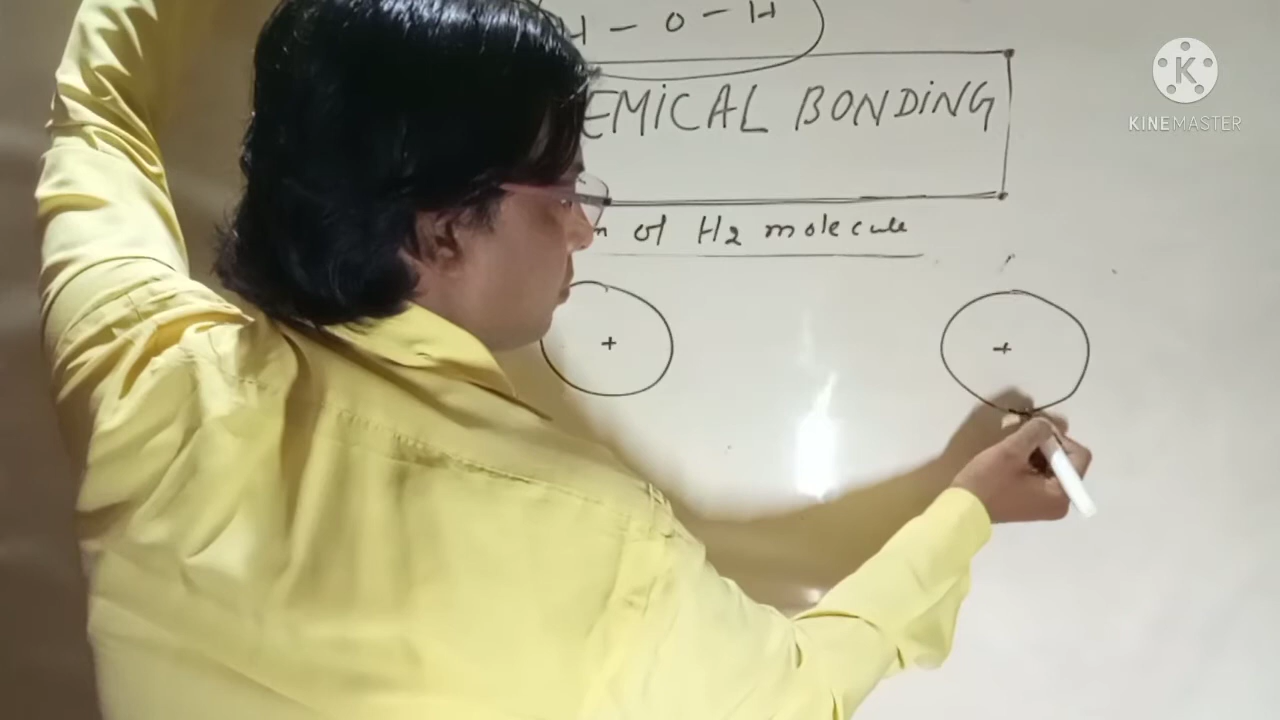 H - O - H
EMICAL BONDING
of H2 molecule
+
+
K
KINEMASTER